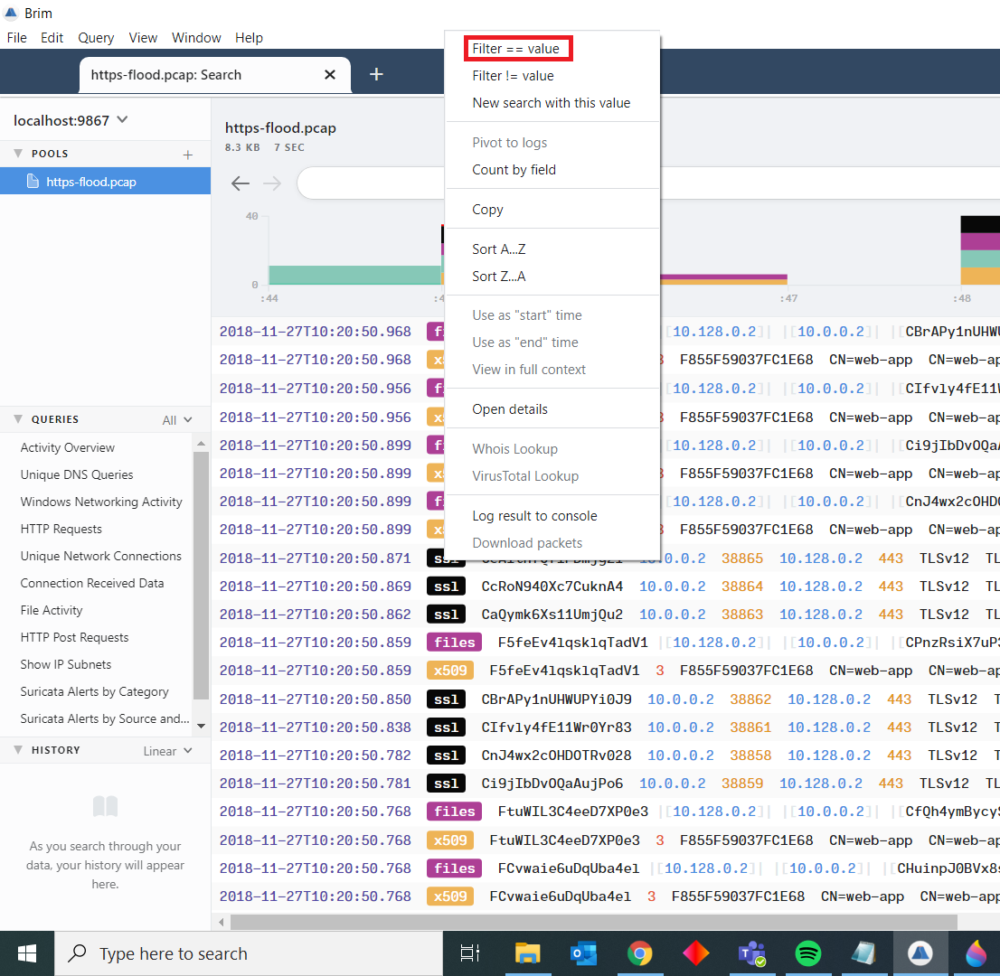 Brim
File Edit Query View Window Help
https-flood.pcap: Search
localhost:9867
POOLS
https-flood.pcap
QUERIES All
Activity Overview
Unique DNS Queries
Windows Networking Activity
HTTP Requests
Unique Network Connections
Connection Received Data
File Activity
HTTP Post Requests
Show IP Subnets
Suricata Alerts by Category
Suricata Alerts by Source and...
HISTORY Linear
As you search through your
data, your history will appear
here.
https-flood.pcap
8.3 KB 7 SEC
40
0
:44 :47 :48
Filter == value
Filter != value
New search with this value
Pivot to logs
Count by field
Copy
Sort A...Z
Sort Z...A
Use as "start" time
Use as "end" time
View in full context
Open details
Whois Lookup
VirusTotal Lookup
Log result to console
Download packets
2018-11-27T10:20:50.968 |[10.128.0.2]| |[10.0.0.2]| |[CBrAPy1nUHWU
2018-11-27T10:20:50.968 3 F855F59037FC1E68 CN=web-app CN=web-ap
2018-11-27T10:20:50.956 |[10.128.0.2]| |[10.0.0.2]| |[CIfvly4fE11W
2018-11-27T10:20:50.956 3 F855F59037FC1E68 CN=web-app CN=web-ap
2018-11-27T10:20:50.899 |[10.128.0.2]| |[10.0.0.2]| |[Ci9jIbDvOQaA
2018-11-27T10:20:50.899 3 F855F59037FC1E68 CN=web-app CN=web-ap
2018-11-27T10:20:50.899 |[10.128.0.2]| |[10.0.0.2]| |[CnJ4wx2cOHDO
2018-11-27T10:20:50.899 3 F855F59037FC1E68 CN=web-app CN=web-ap
2018-11-27T10:20:50.871 ssl 10.0.0.2 38865 10.128.0.2 443 TLSv12 TL
2018-11-27T10:20:50.869 ssl CcRoN940Xc7CuknA4 10.0.0.2 38864 10.128.0.2 443 TLSv12 TL
2018-11-27T10:20:50.862 ssl CaQymk6Xs11UmjQu2 10.0.0.2 38863 10.128.0.2 443 TLSv12 TL
2018-11-27T10:20:50.859 files F5feEv4lqsklqTadV1 |[10.128.0.2]| |[10.0.0.2]| |[CPnzRsiX7uP3
2018-11-27T10:20:50.859 x509 F5feEv4lqsklqTadV1 3 F855F59037FC1E68 CN=web-app CN=web-ap
2018-11-27T10:20:50.850 ssl CBrAPy1nUHWUPYi0J9 10.0.0.2 38862 10.128.0.2 443 TLSv12 T
2018-11-27T10:20:50.838 ssl CIfvly4fE11Wr0Yr83 10.0.0.2 38861 10.128.0.2 443 TLSv12 T
2018-11-27T10:20:50.782 ssl CnJ4wx2cOHDOTRv028 10.0.0.2 38858 10.128.0.2 443 TLSv12 T
2018-11-27T10:20:50.781 ssl Ci9jIbDvOQaAujPo6 10.0.0.2 38859 10.128.0.2 443 TLSv12 TL
2018-11-27T10:20:50.768 files FtuWIL3C4eeD7XP0e3 |[10.128.0.2]| |[10.0.0.2]| |[CfQh4ymBycyS
2018-11-27T10:20:50.768 x509 FtuWIL3C4eeD7XP0e3 3 F855F59037FC1E68 CN=web-app CN=web-ap
2018-11-27T10:20:50.768 files FCvwaie6uDqUba4el |[10.128.0.2]| |[10.0.0.2]| |[CHuinpJ0BVx8s
2018-11-27T10:20:50.768 x509 FCvwaie6uDqUba4el 3 F855F59037FC1E68 CN=web-app CN=web-app
Type here to search